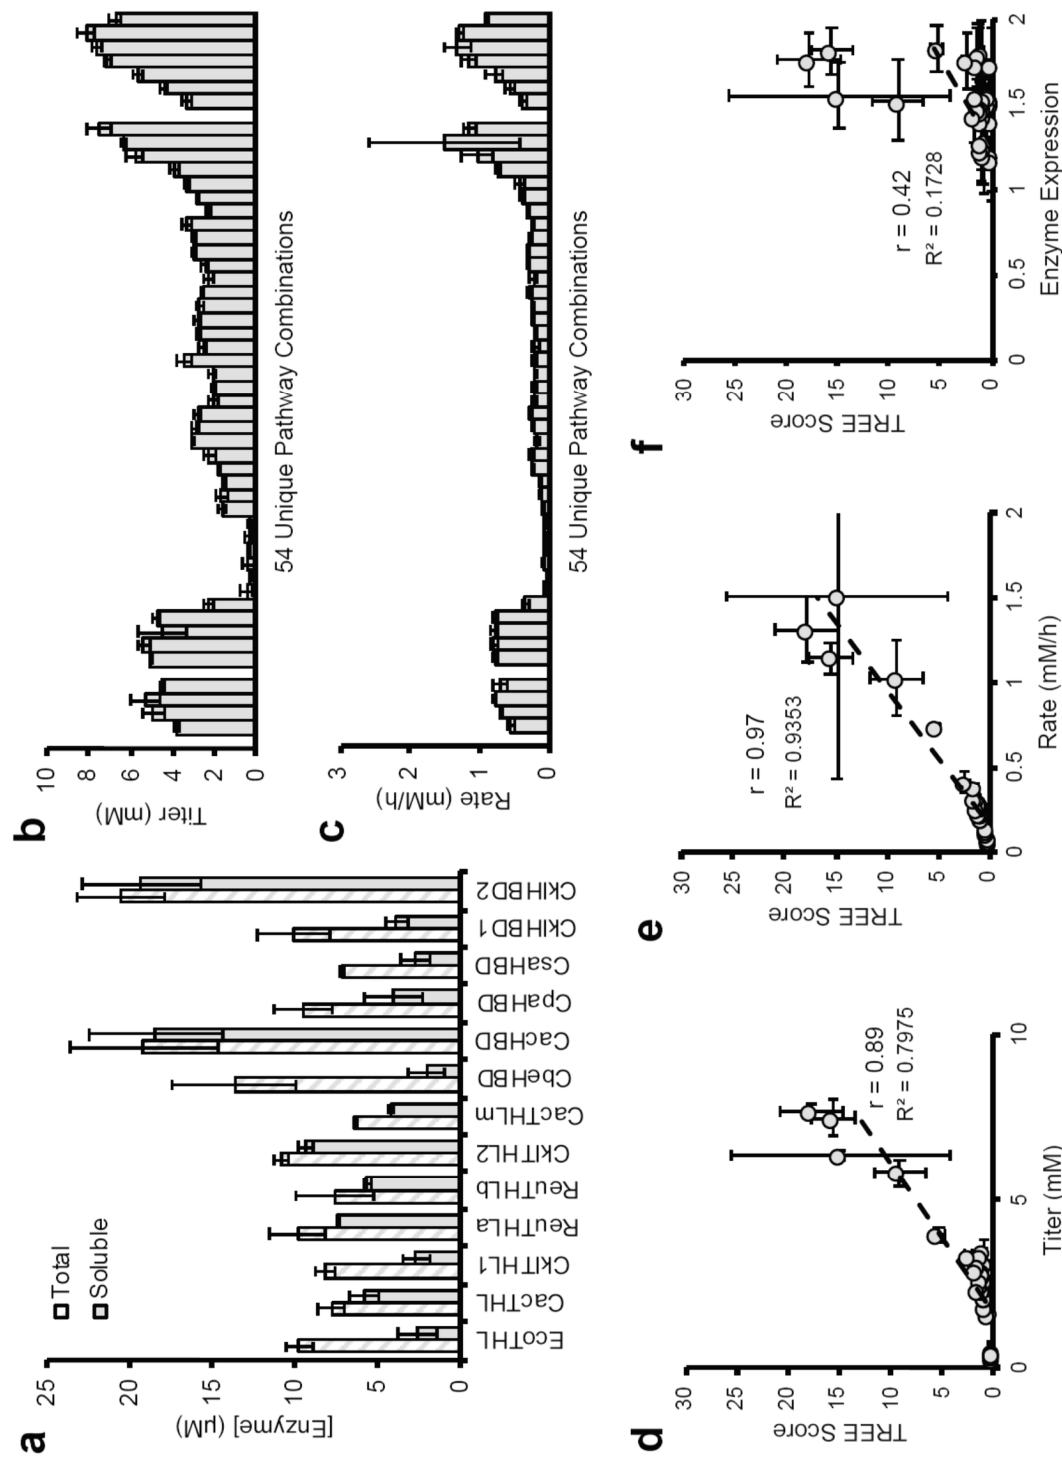 a
25
20
15
10
5
0
[Enzyme] (µM)
Total
Soluble
EcoTHL
CacTHL
CklTHL1
ReuTHLa
ReuTHLb
CklTHL2
CacTHLm
CbeHBD
CacHBD
CpaHBD
CsaHBD
CklHBD1
CklHBD2
b
10
8
6
4
2
0
Titer (mM)
54 Unique Pathway Combinations
c
3
2
1
0
Rate (mM/h)
54 Unique Pathway Combinations
d
30
25
20
15
10
5
0
TREE Score
r = 0.89
R² = 0.7975
0
5
10
Titer (mM)
e
30
25
20
15
10
5
0
TREE Score
r = 0.97
R² = 0.9353
0
0.5
1
1.5
2
Rate (mM/h)
f
30
25
20
15
10
5
0
TREE Score
r = 0.42
R² = 0.1728
0
0.5
1
1.5
2
Enzyme Expression